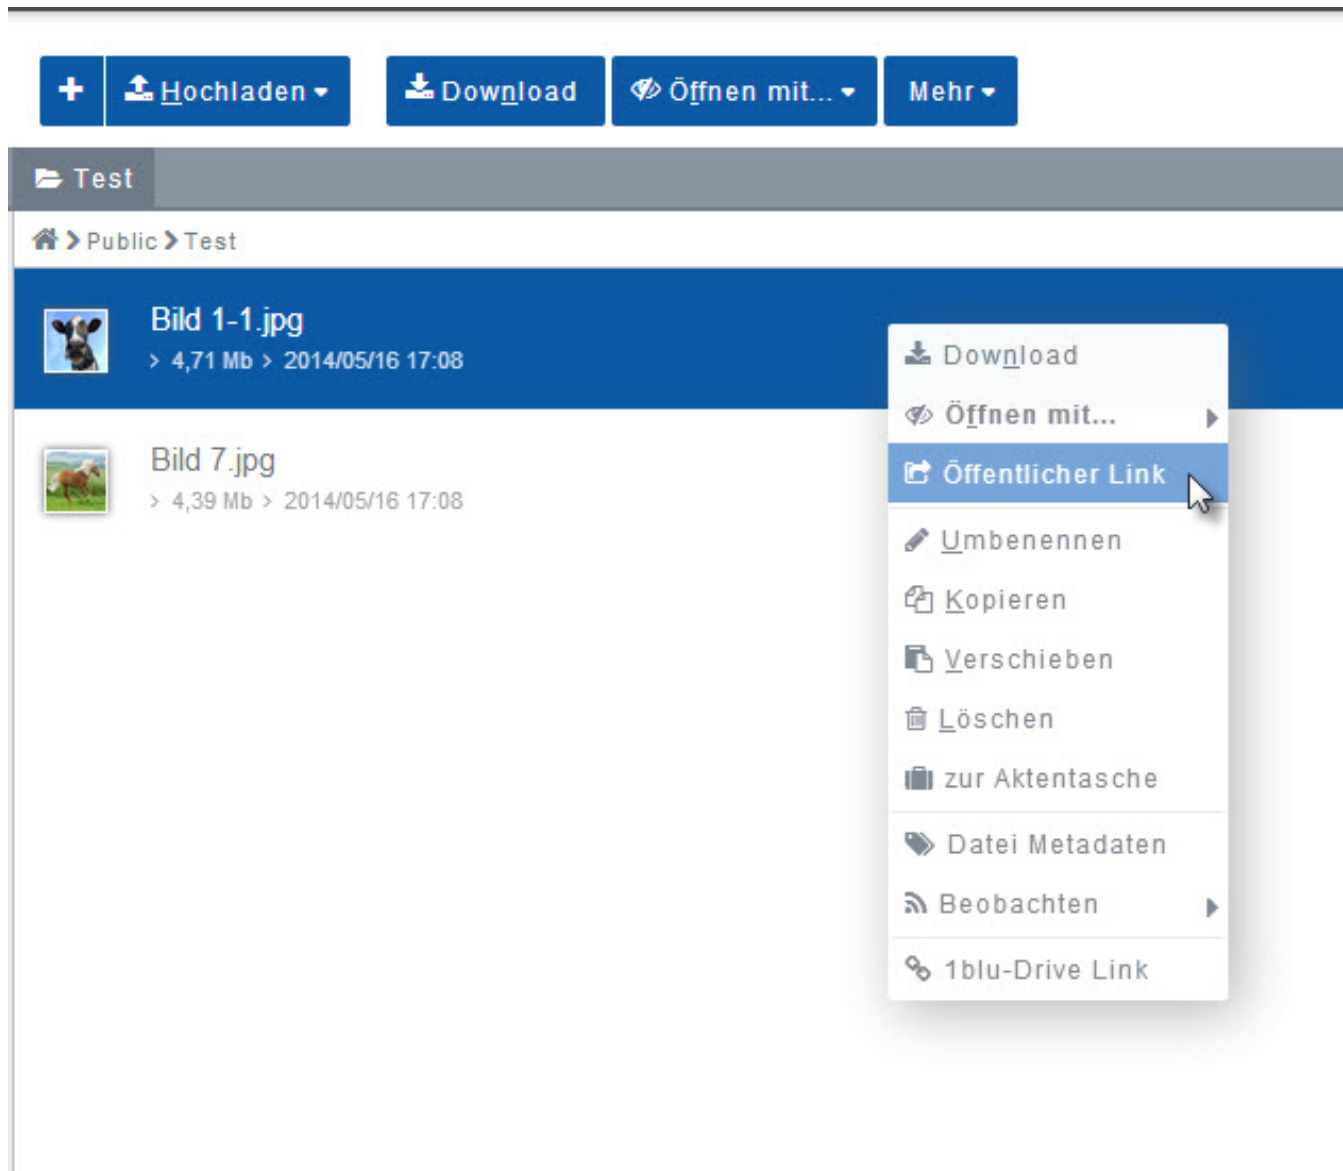 Hochladen
Download
Öffnen mit...
Mehr
Test
Public Test
Bild 1-1.jpg
> 4,71 Mb > 2014/05/16 17:08
Bild 7.jpg
> 4,39 Mb > 2014/05/16 17:08
Download
Öffnen mit...
Öffentlicher Link
Umbenennen
Kopieren
Verschieben
Löschen
zur Aktentasche
Datei Metadaten
Beobachten
1blu-Drive Link